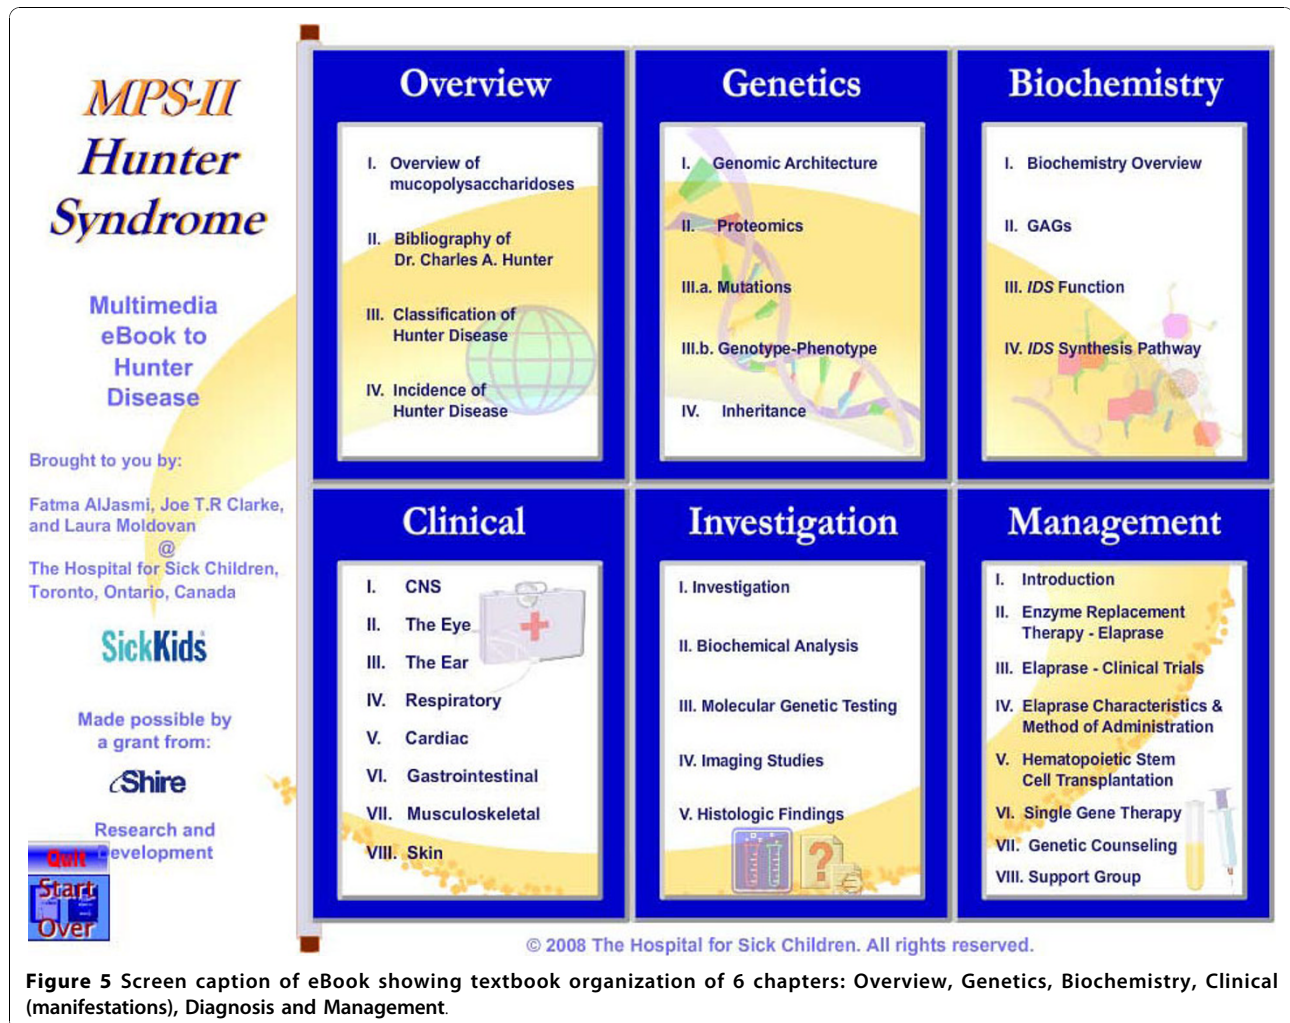 MPS-II
Hunter
Syndrome
Multimedia
eBook to
Hunter
Disease
Brought to you by:
Fatma AlJasmi, Joe T.R Clarke,
and Laura Moldovan
@
The Hospital for Sick Children,
Toronto, Ontario, Canada
SickKids
Made possible by
a grant from:
Shire
Research and
Development
Quit
Start
Over
Overview
I. Overview of
mucopolysaccharidoses
II. Bibliography of
Dr. Charles A. Hunter
III. Classification of
Hunter Disease
IV. Incidence of
Hunter Disease
Genetics
I. Genomic Architecture
II. Proteomics
III.a. Mutations
III.b. Genotype-Phenotype
IV. Inheritance
Biochemistry
I. Biochemistry Overview
II. GAGs
III. IDS Function
IV. IDS Synthesis Pathway
Clinical
I. CNS
II. The Eye
III. The Ear
IV. Respiratory
V. Cardiac
VI. Gastrointestinal
VII. Musculoskeletal
VIII. Skin
Investigation
I. Investigation
II. Biochemical Analysis
III. Molecular Genetic Testing
IV. Imaging Studies
V. Histologic Findings
?
Management
I. Introduction
II. Enzyme Replacement
Therapy - Elaprase
III. Elaprase - Clinical Trials
IV. Elaprase Characteristics &
Method of Administration
V. Hematopoietic Stem
Cell Transplantation
VI. Single Gene Therapy
VII. Genetic Counseling
VIII. Support Group
© 2008 The Hospital for Sick Children. All rights reserved.
Figure 5 Screen caption of eBook showing textbook organization of 6 chapters: Overview, Genetics, Biochemistry, Clinical
(manifestations), Diagnosis and Management.